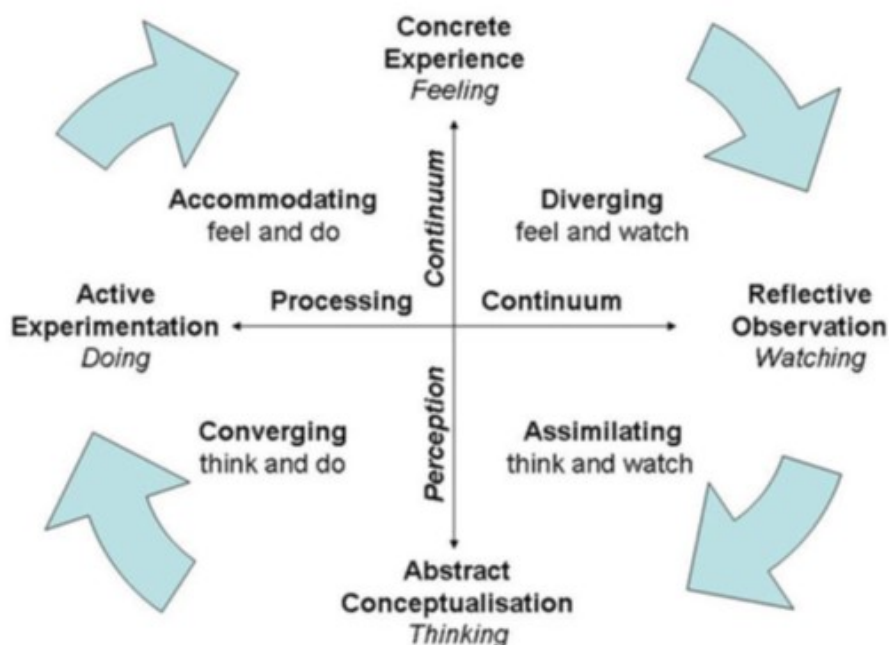 Concrete
Experience
Feeling
Accommodating
feel and do
Continuum
Diverging
feel and watch
Active
Experimentation
Doing
Processing
Continuum
Reflective
Observation
Watching
Converging
think and do
Perception
Assimilating
think and watch
Abstract
Conceptualisation
Thinking